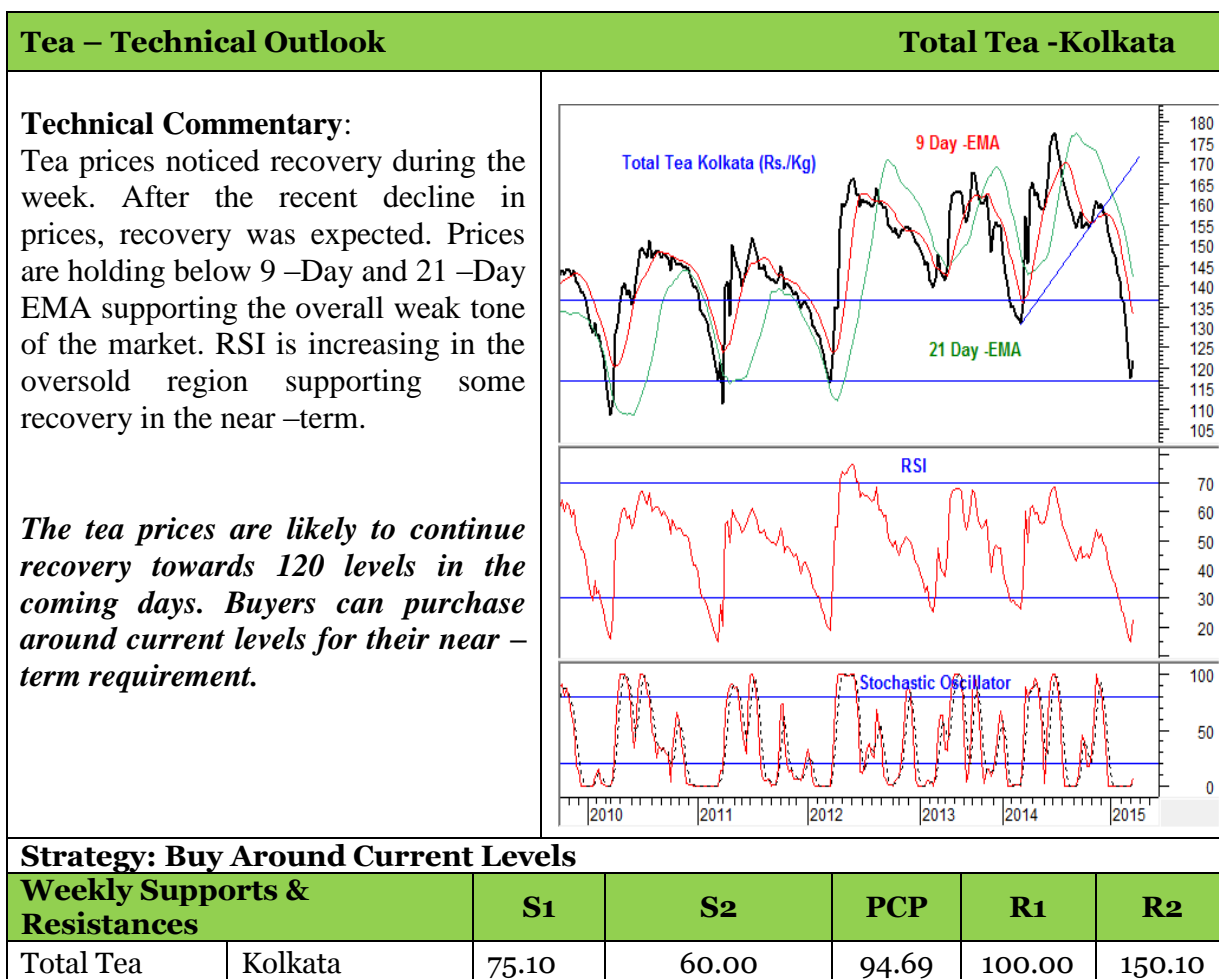 Tea – Technical Outlook Total Tea -Kolkata
Technical Commentary:
Tea prices noticed recovery during the
week. After the recent decline in
prices, recovery was expected. Prices
are holding below 9 –Day and 21 –Day
EMA supporting the overall weak tone
of the market. RSI is increasing in the
oversold region supporting some
recovery in the near –term.
The tea prices are likely to continue
recovery towards 120 levels in the
coming days. Buyers can purchase
around current levels for their near –
term requirement.
Total Tea Kolkata (Rs./Kg)
9 Day -EMA
21 Day -EMA
180
175
170
165
160
155
150
145
140
135
130
125
120
115
110
105
RSI
70
60
50
40
30
20
Stochastic Oscillator
100
50
0
2010 2011 2012 2013 2014 2015
Strategy: Buy Around Current Levels
Weekly Supports &
Resistances
S1 S2 PCP R1 R2
Total Tea Kolkata 75.10 60.00 94.69 100.00 150.10